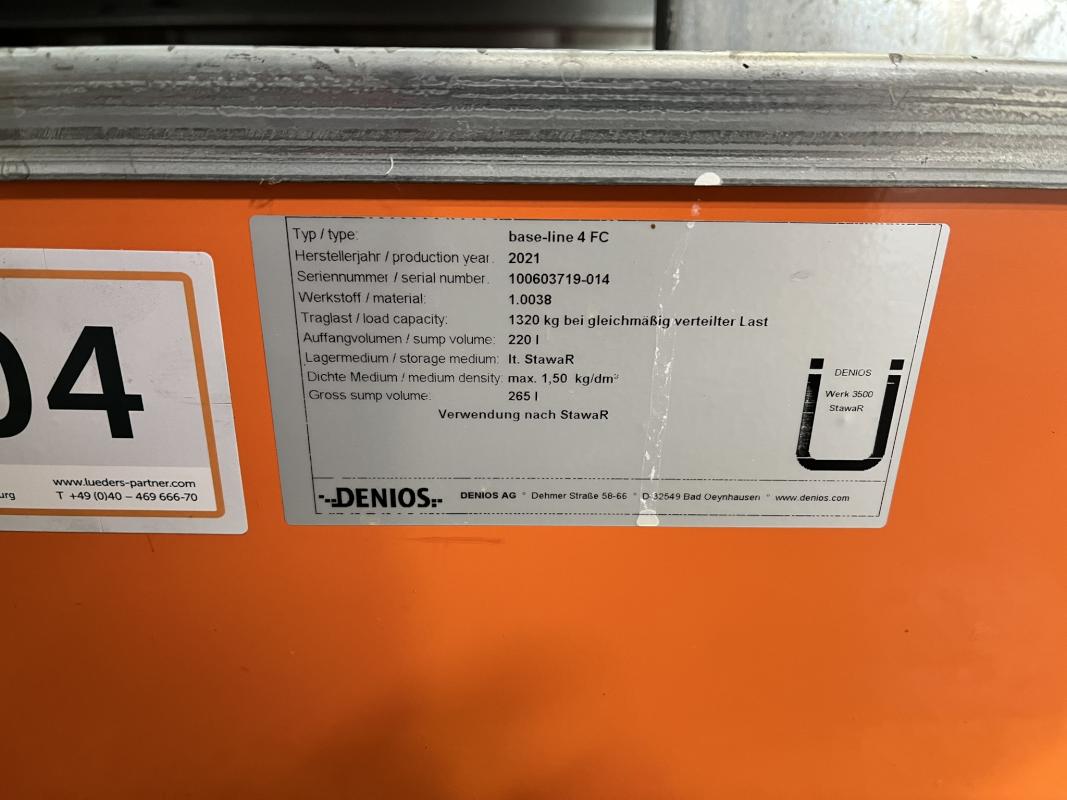 Typ / type: base-line 4 FC
Herstellerjahr / production year: 2021
Seriennummer / serial number: 100603719-014
Werkstoff / material: 1.0038
Traglast / load capacity: 1320 kg bei gleichmäßig verteilter Last
Auffangvolumen / sump volume: 220 l
Lagermedium / storage medium: lt. StawaR
Dichte Medium / medium density: max. 1,50 kg/dm³
Gross sump volume: 265 l
Verwendung nach StawaR
Ü
DENIOS
Werk 3500
StawaR
DENIOS
DENIOS AG ° Dehmer Straße 58-66 ° D-32549 Bad Oeynhausen ° www.denios.com
04
www.lueders-partner.com
urg T +49 (0)40 – 469 666-70